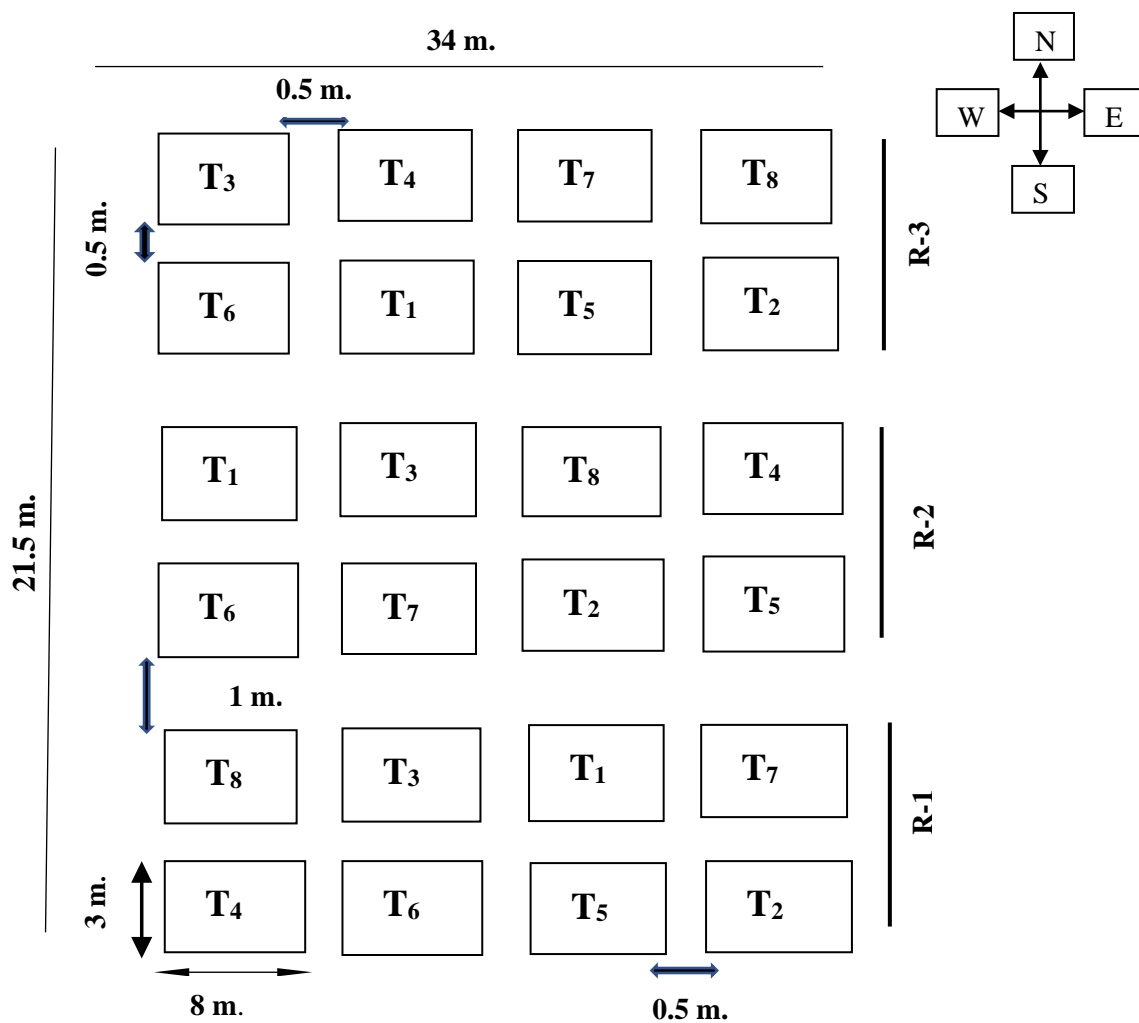 34 m.
N
0.5 m.
W E
S
T3 T4 T7 T8
0.5 m.
R-3
T6 T1 T5 T2
T1 T3 T8 T4
21.5 m.
R-2
T6 T7 T2 T5
1 m.
T8 T3 T1 T7
R-1
3 m.
T4 T6 T5 T2
8 m.
0.5 m.